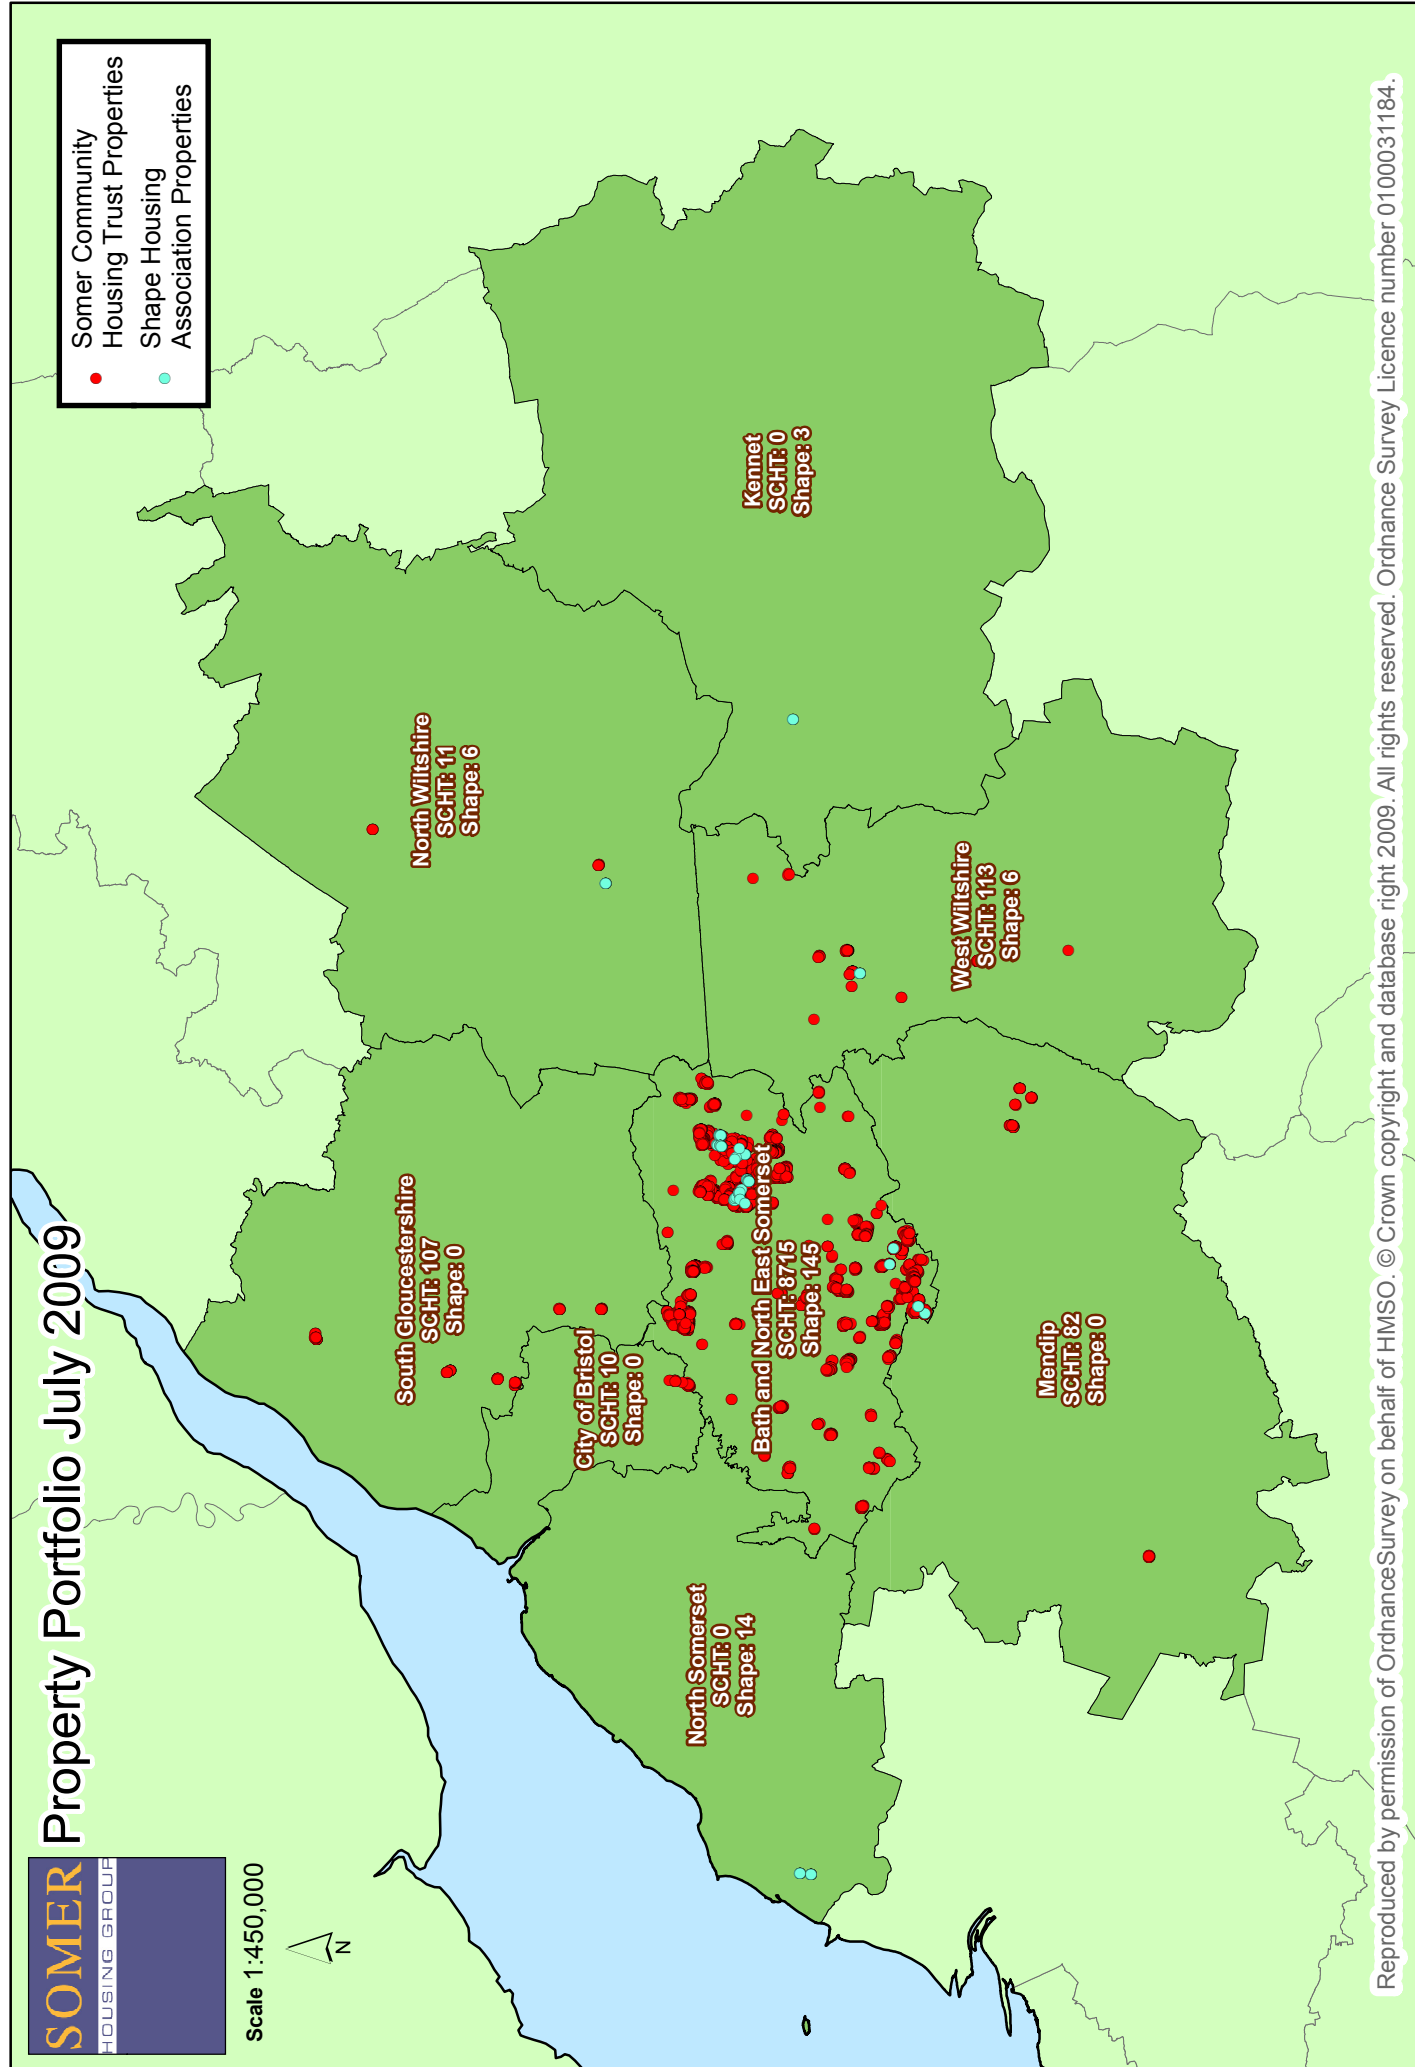 SOMER
HOUSING GROUP
Property Portfolio July 2009
Somer Community
Housing Trust Properties
Shape Housing
Association Properties
Scale 1:450,000
N
South Gloucestershire
SCHT: 107
Shape: 0
North Wiltshire
SCHT: 11
Shape: 6
City of Bristol
SCHT: 10
Shape: 0
North Somerset
SCHT: 0
Shape: 14
Bath and North East Somerset
SCHT: 8715
Shape: 145
Kennet
SCHT: 0
Shape: 3
West Wiltshire
SCHT: 113
Shape: 6
Mendip
SCHT: 82
Shape: 0
Reproduced by permission of OrdnanceSurvey on behalf of HMSO. © Crown copyright and database right 2009. All rights reserved. Ordnance Survey Licence number 0100031184.